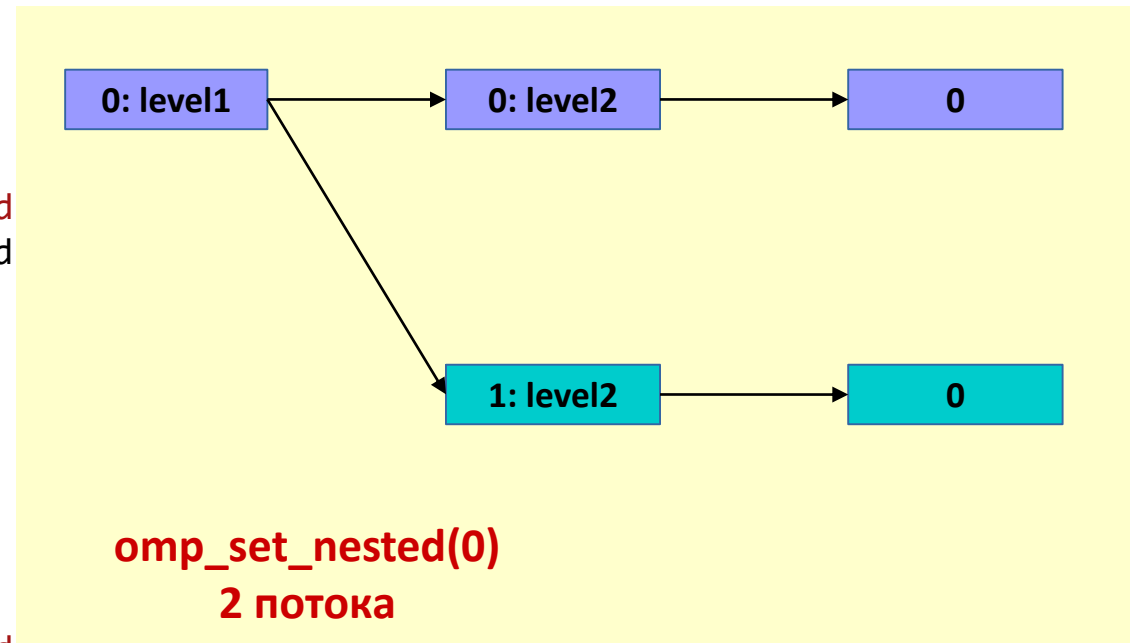 0: level1
0: level2
0
d
d
1: level2
0
omp_set_nested(0)
2 потока
d